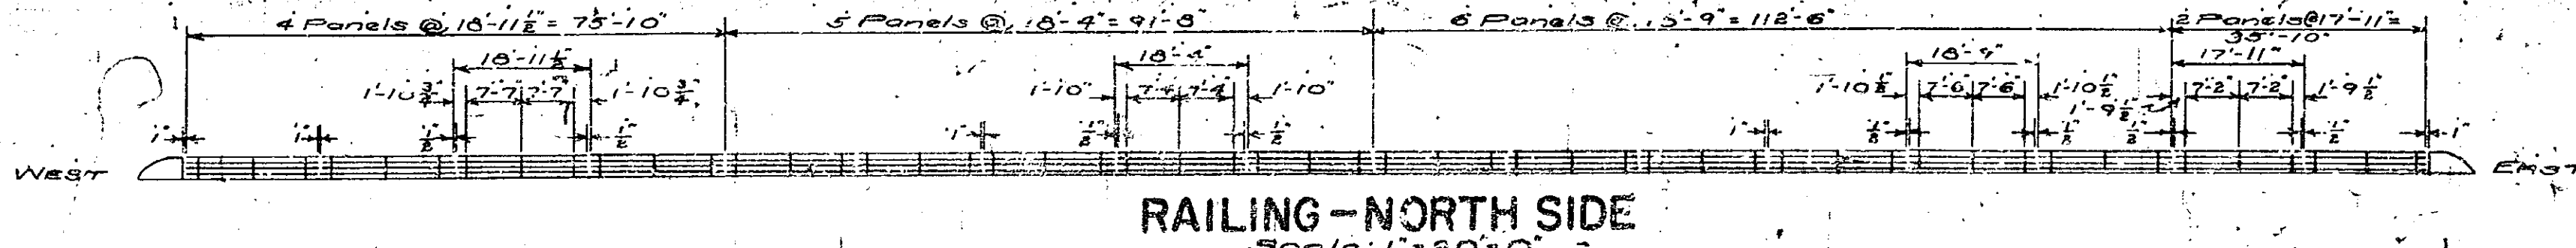 4 Panels @ 18'-11½" = 75'-10"
5 Panels @ 18'-4" = 91'-8"
6 Panels @ 18'-9" = 112'-6"
2 Panels @ 17'-11" = 35'-10"
18'-11½"
18'-4"
18'-9"
17'-11"
1'-10¾" 7'-7" 7'-7" 1'-10¾"
1'-10" 7'-4" 7'-4" 1'-10"
1'-10½" 7'-6" 7'-6" 1'-10½"
1'-9½" 7'-2" 7'-2" 1'-9½"
1" 1" ½" ½" 1" ½" ½" 1" ½" ½" ½" ½" 1"
WEST EAST
RAILING - NORTH SIDE
Scale: 1" = 20'-0"